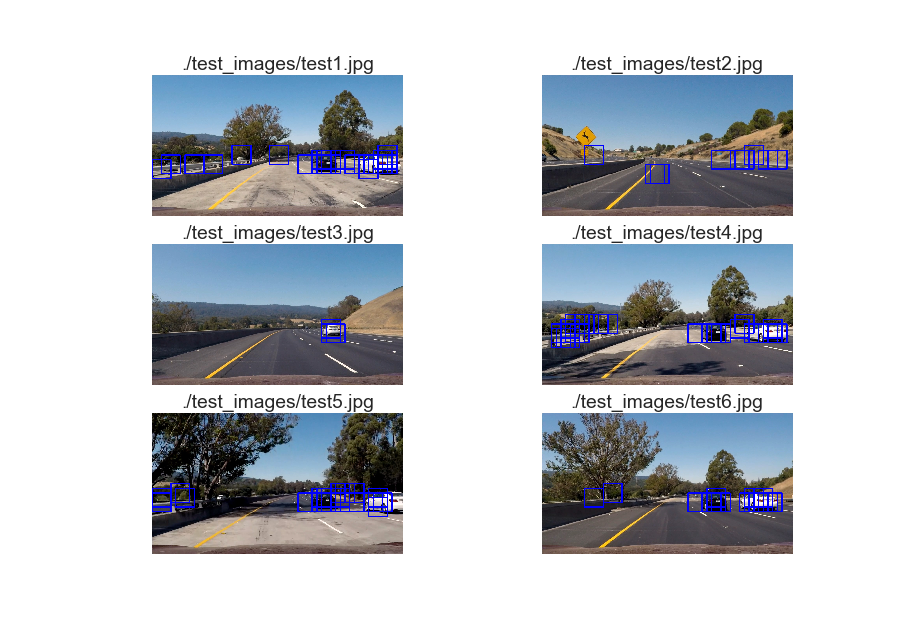 ./test_images/test1.jpg
./test_images/test2.jpg
./test_images/test3.jpg
./test_images/test4.jpg
./test_images/test5.jpg
./test_images/test6.jpg